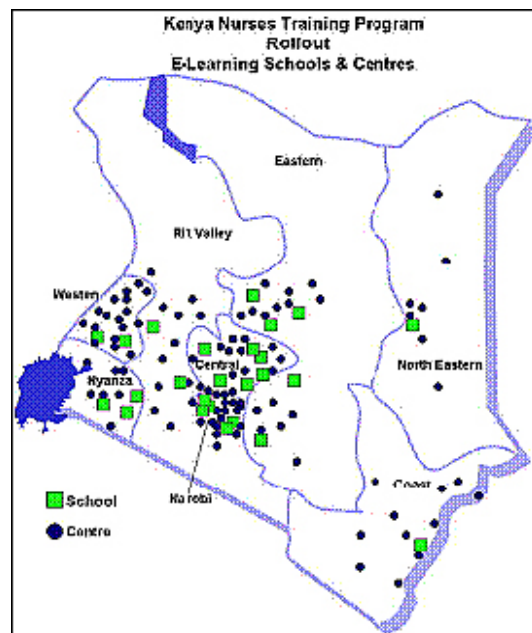 Kenya Nurses Training Program
Rollout
E-Learning Schools & Centres
Eastern
Rift Valley
Western
Central
North Eastern
Nyanza
Coast
School
Nairobi
Centre